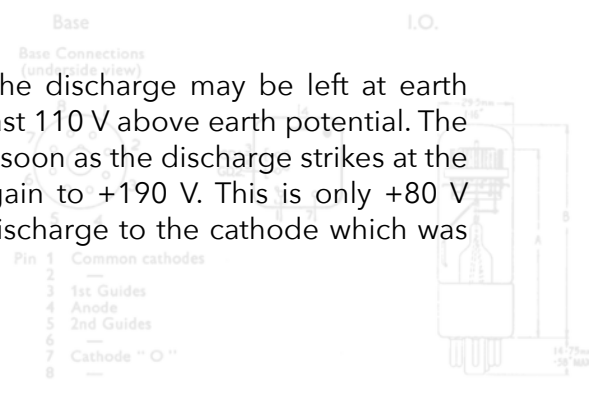 Base
I.O.
Base Connections
(underside view)
he discharge may be left at earth
ast 110 V above earth potential. The
soon as the discharge strikes at the
gain to +190 V. This is only +80 V
ischarge to the cathode which was
Pin 1 Common cathodes
2 —
3 1st Guides
4 Anode
5 2nd Guides
6 —
7 Cathode "O"
8 —